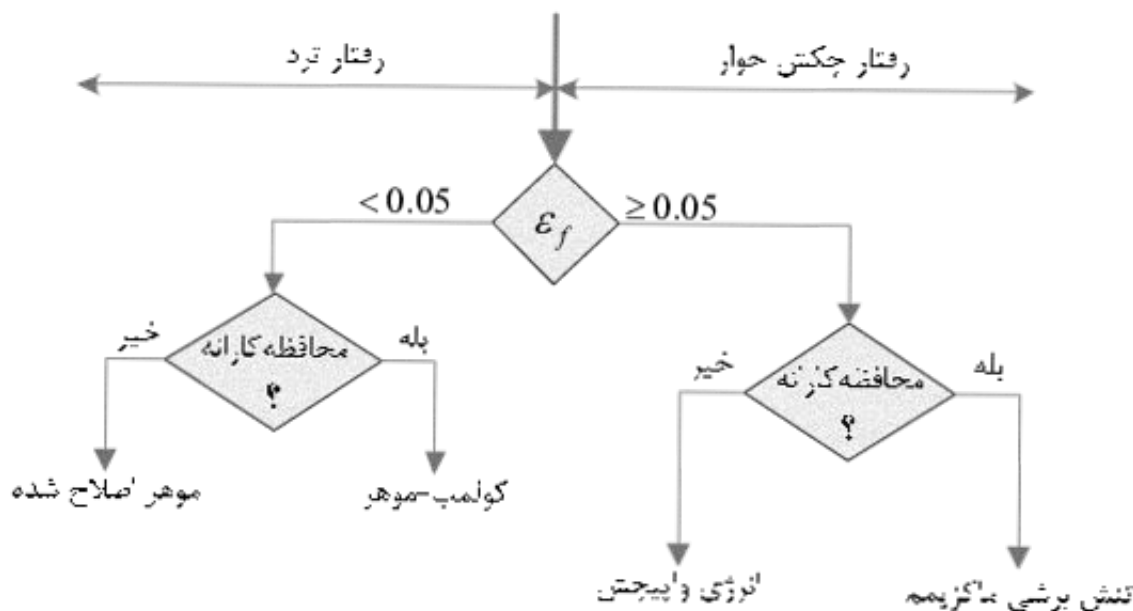 رفتار ترد
رفتار چکش خوار
< 0.05
ε_f
≥ 0.05
خیر
محافظه کارانه
؟
بله
خیر
محافظه کارانه
؟
بله
موهر اصلاح شده
کولمب-موهر
انرژی واپیچش
تنش برشی ماکزیمم